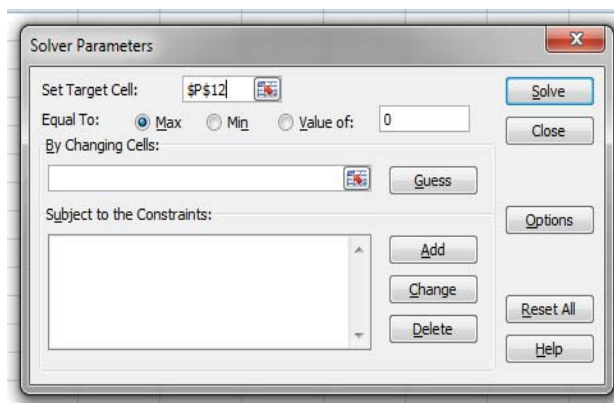 Solver Parameters
Set Target Cell: $P$12 Solve
Equal To: Max Min Value of: 0 Close
By Changing Cells:
Guess
Subject to the Constraints: Options
Add
Change
Reset All
Delete
Help